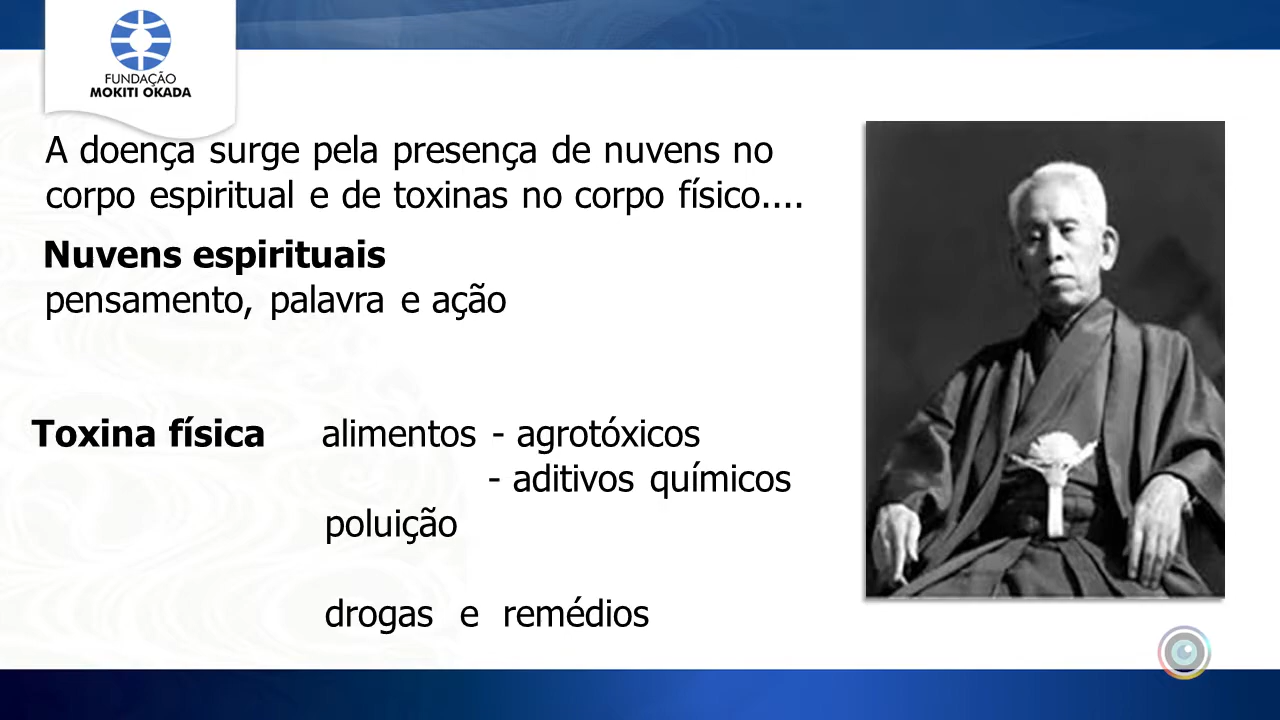 FUNDAÇÃO
MOKITI OKADA
A doença surge pela presença de nuvens no
corpo espiritual e de toxinas no corpo físico....
Nuvens espirituais
pensamento, palavra e ação
Toxina física alimentos - agrotóxicos
- aditivos químicos
poluição
drogas e remédios